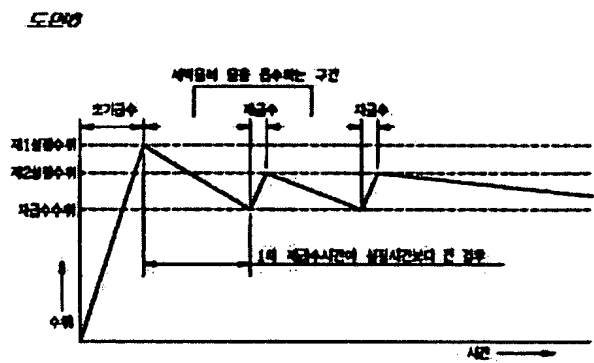 도면8
세탁물이 물을 흡수하는 구간
초기급수
재급수
재급수
제1설정수위
제2설정수위
재급수수위
1회 재급수시간이 설정시간보다 긴 경우
수위
시간